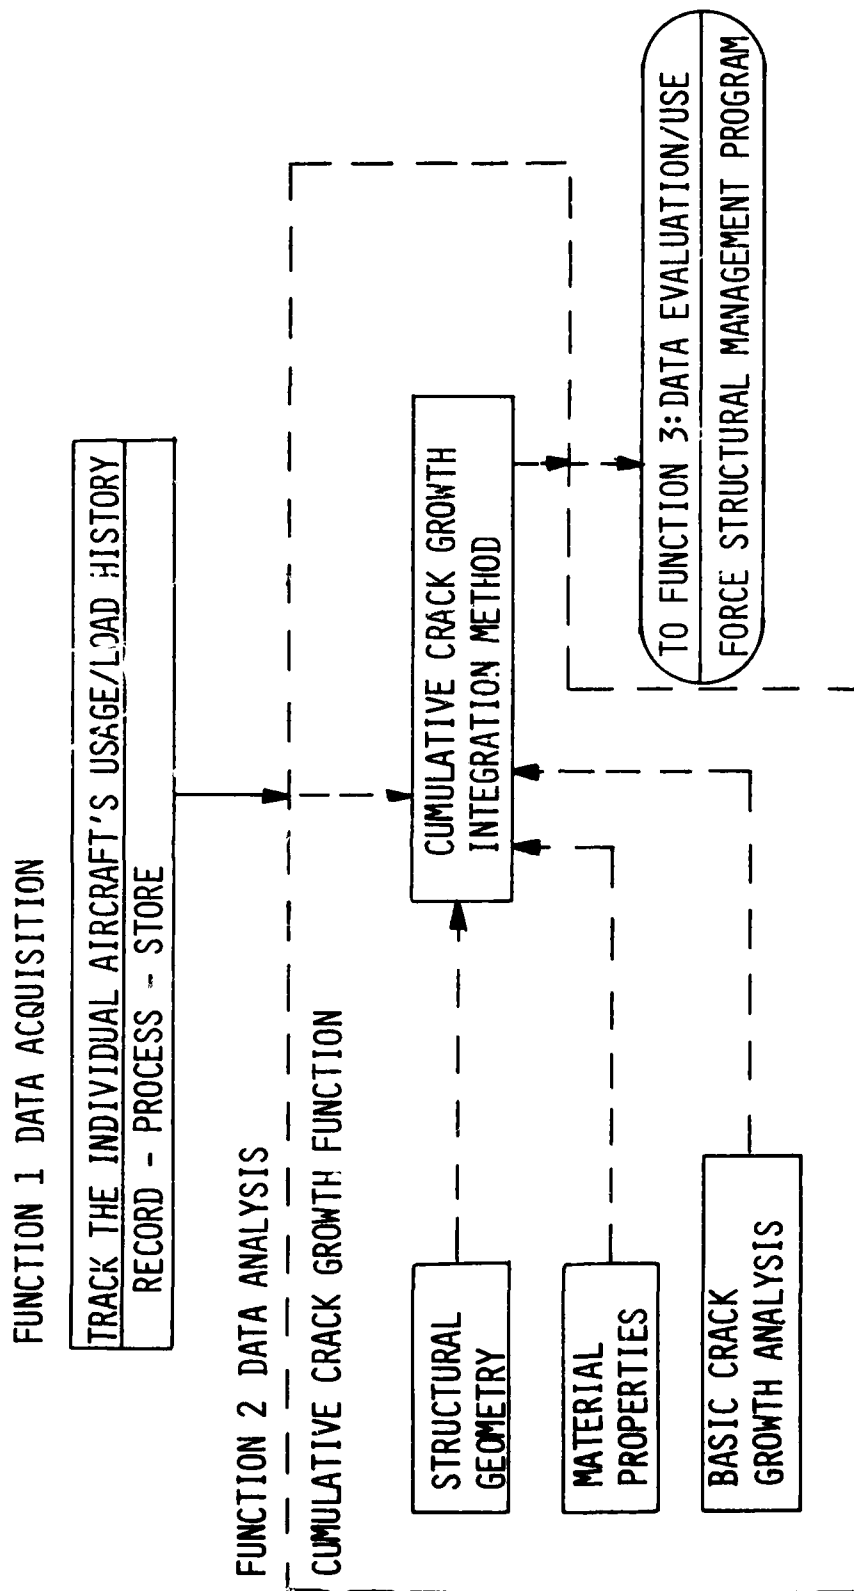 FUNCTION 1 DATA ACQUISITION
TRACK THE INDIVIDUAL AIRCRAFT'S USAGE/LOAD HISTORY
RECORD - PROCESS - STORE
FUNCTION 2 DATA ANALYSIS
CUMULATIVE CRACK GROWTH FUNCTION
STRUCTURAL
GEOMETRY
CUMULATIVE CRACK GROWTH
INTEGRATION METHOD
MATERIAL
PROPERTIES
BASIC CRACK
GROWTH ANALYSIS
TO FUNCTION 3: DATA EVALUATION/USE
FORCE STRUCTURAL MANAGEMENT PROGRAM